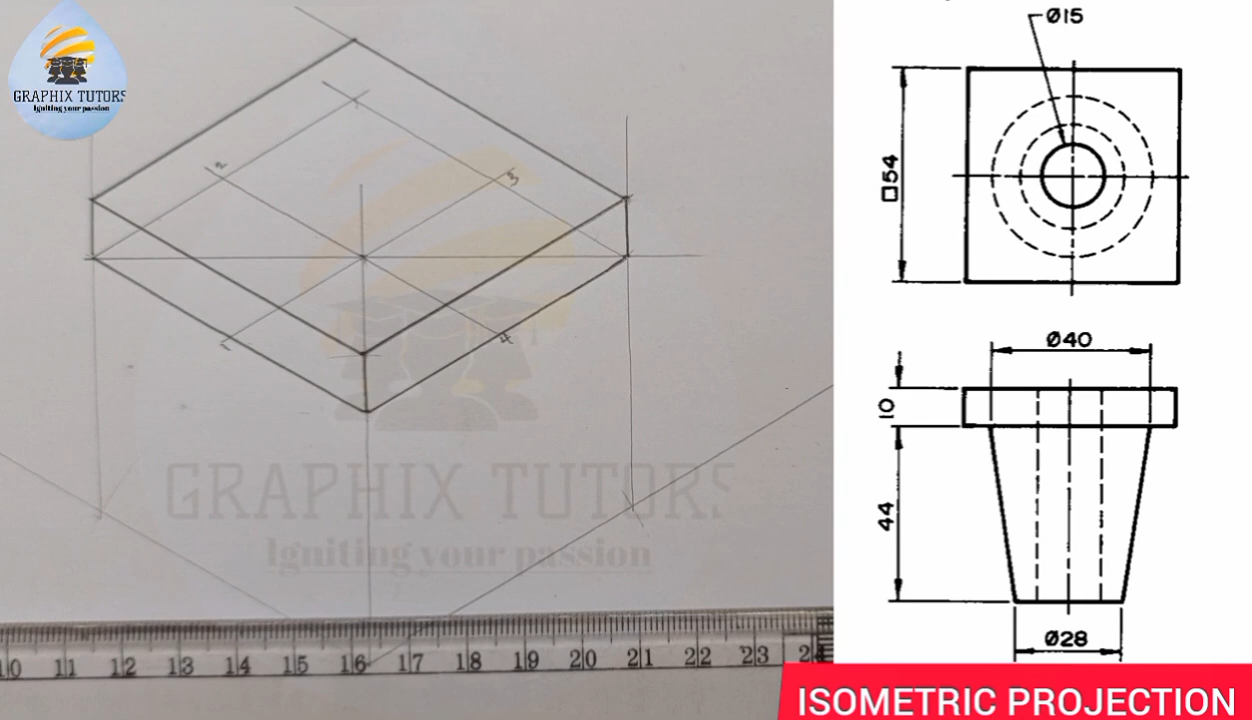 GRAPHIX TUTORS
Igniting your passion
2
3
1
4
GRAPHIX TUTORS
Igniting your passion
10 11 12 13 14 15 16 17 18 19 20 21 22 23
Ø15
□54
Ø40
10
44
Ø28
ISOMETRIC PROJECTION